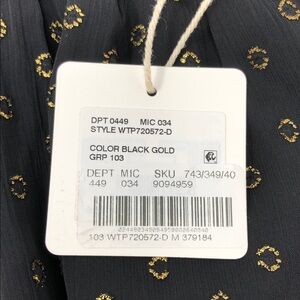 DPT 0449 MIC 034
STYLE WTP720572-D
COLOR BLACK GOLD
GRP 103
DEPT MIC SKU 743/349/40
449 034 9094959
103 WTP720572-D M 379184